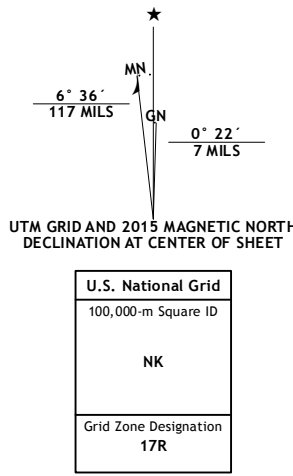 MN
6° 36´
117 MILS
GN
0° 22´
7 MILS
UTM GRID AND 2015 MAGNETIC NORTH
DECLINATION AT CENTER OF SHEET
U.S. National Grid
100,000-m Square ID
NK
Grid Zone Designation
17R